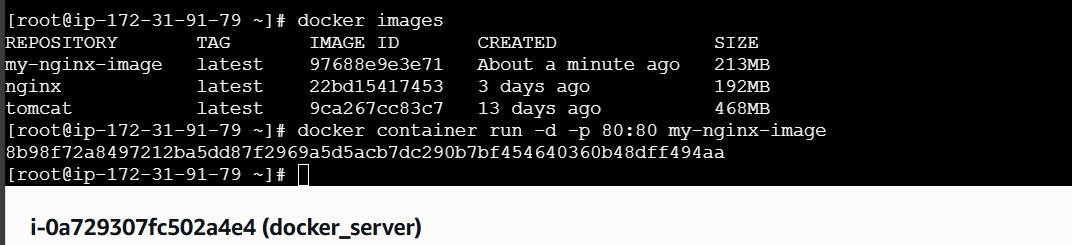 [root@ip-172-31-91-79 ~]# docker images
REPOSITORY       TAG       IMAGE ID       CREATED              SIZE
my-nginx-image   latest    97688e9e3e71   About a minute ago   213MB
nginx            latest    22bd15417453   3 days ago           192MB
tomcat           latest    9ca267cc83c7   13 days ago          468MB
[root@ip-172-31-91-79 ~]# docker container run -d -p 80:80 my-nginx-image
8b98f72a8497212ba5dd87f2969a5d5acb7dc290b7bf454640360b48dff494aa
[root@ip-172-31-91-79 ~]#
i-0a729307fc502a4e4 (docker_server)